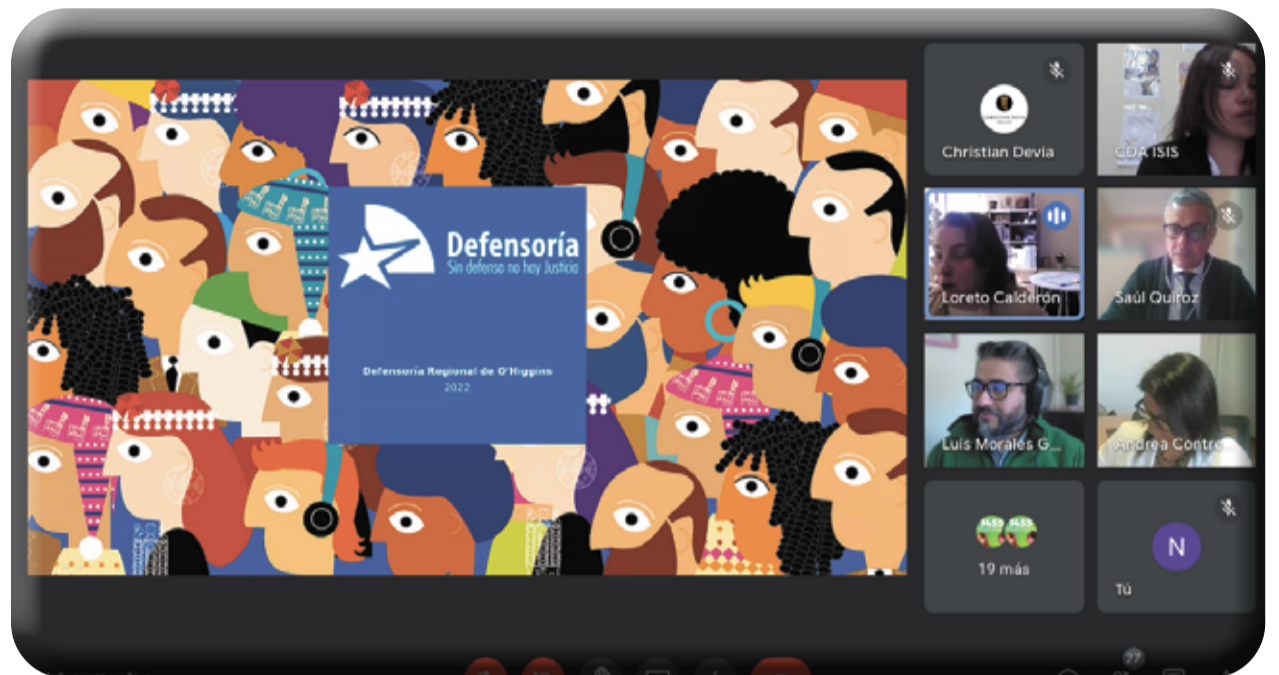 Defensoría
Sin defensa no hay Justicia
Defensoría Regional de O'Higgins
2022
Christian Devia
CDA ISIS
Loreto Calderón
Saúl Quiroz
Luis Morales G...
Andrea Contre
19 más
N
Tú
27